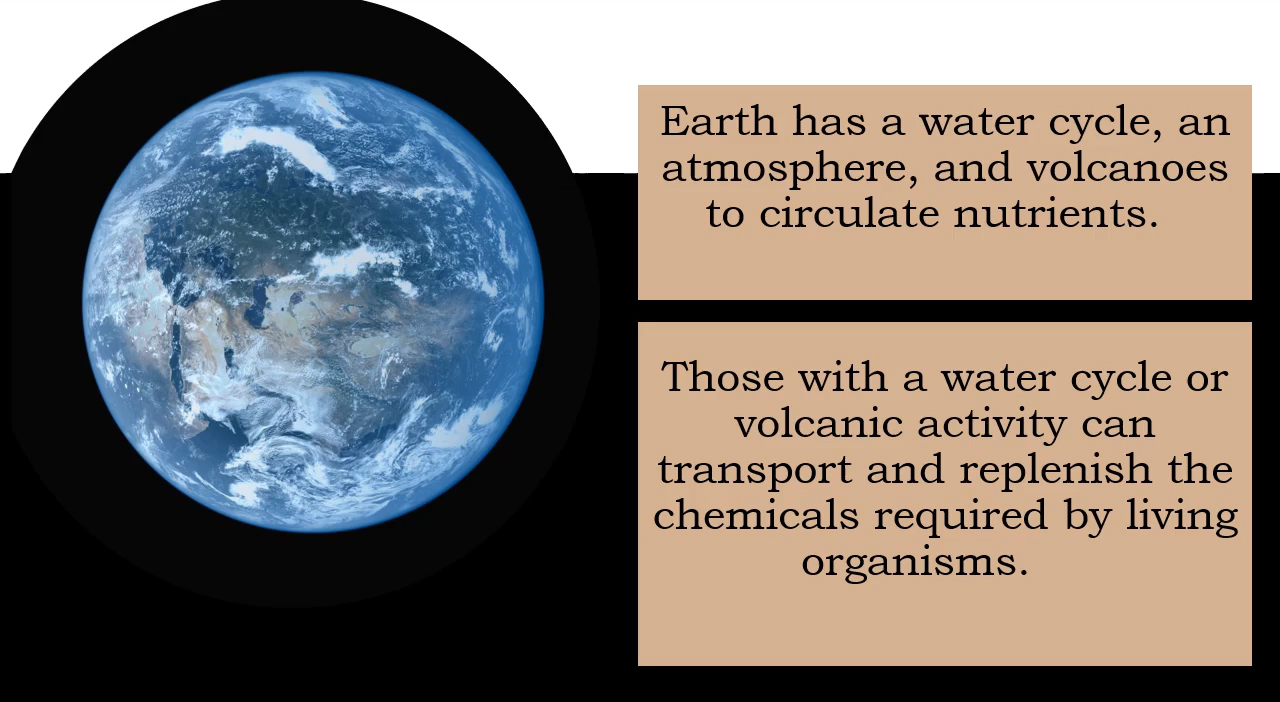 Earth has a water cycle, an
atmosphere, and volcanoes
to circulate nutrients.
Those with a water cycle or
volcanic activity can
transport and replenish the
chemicals required by living
organisms.